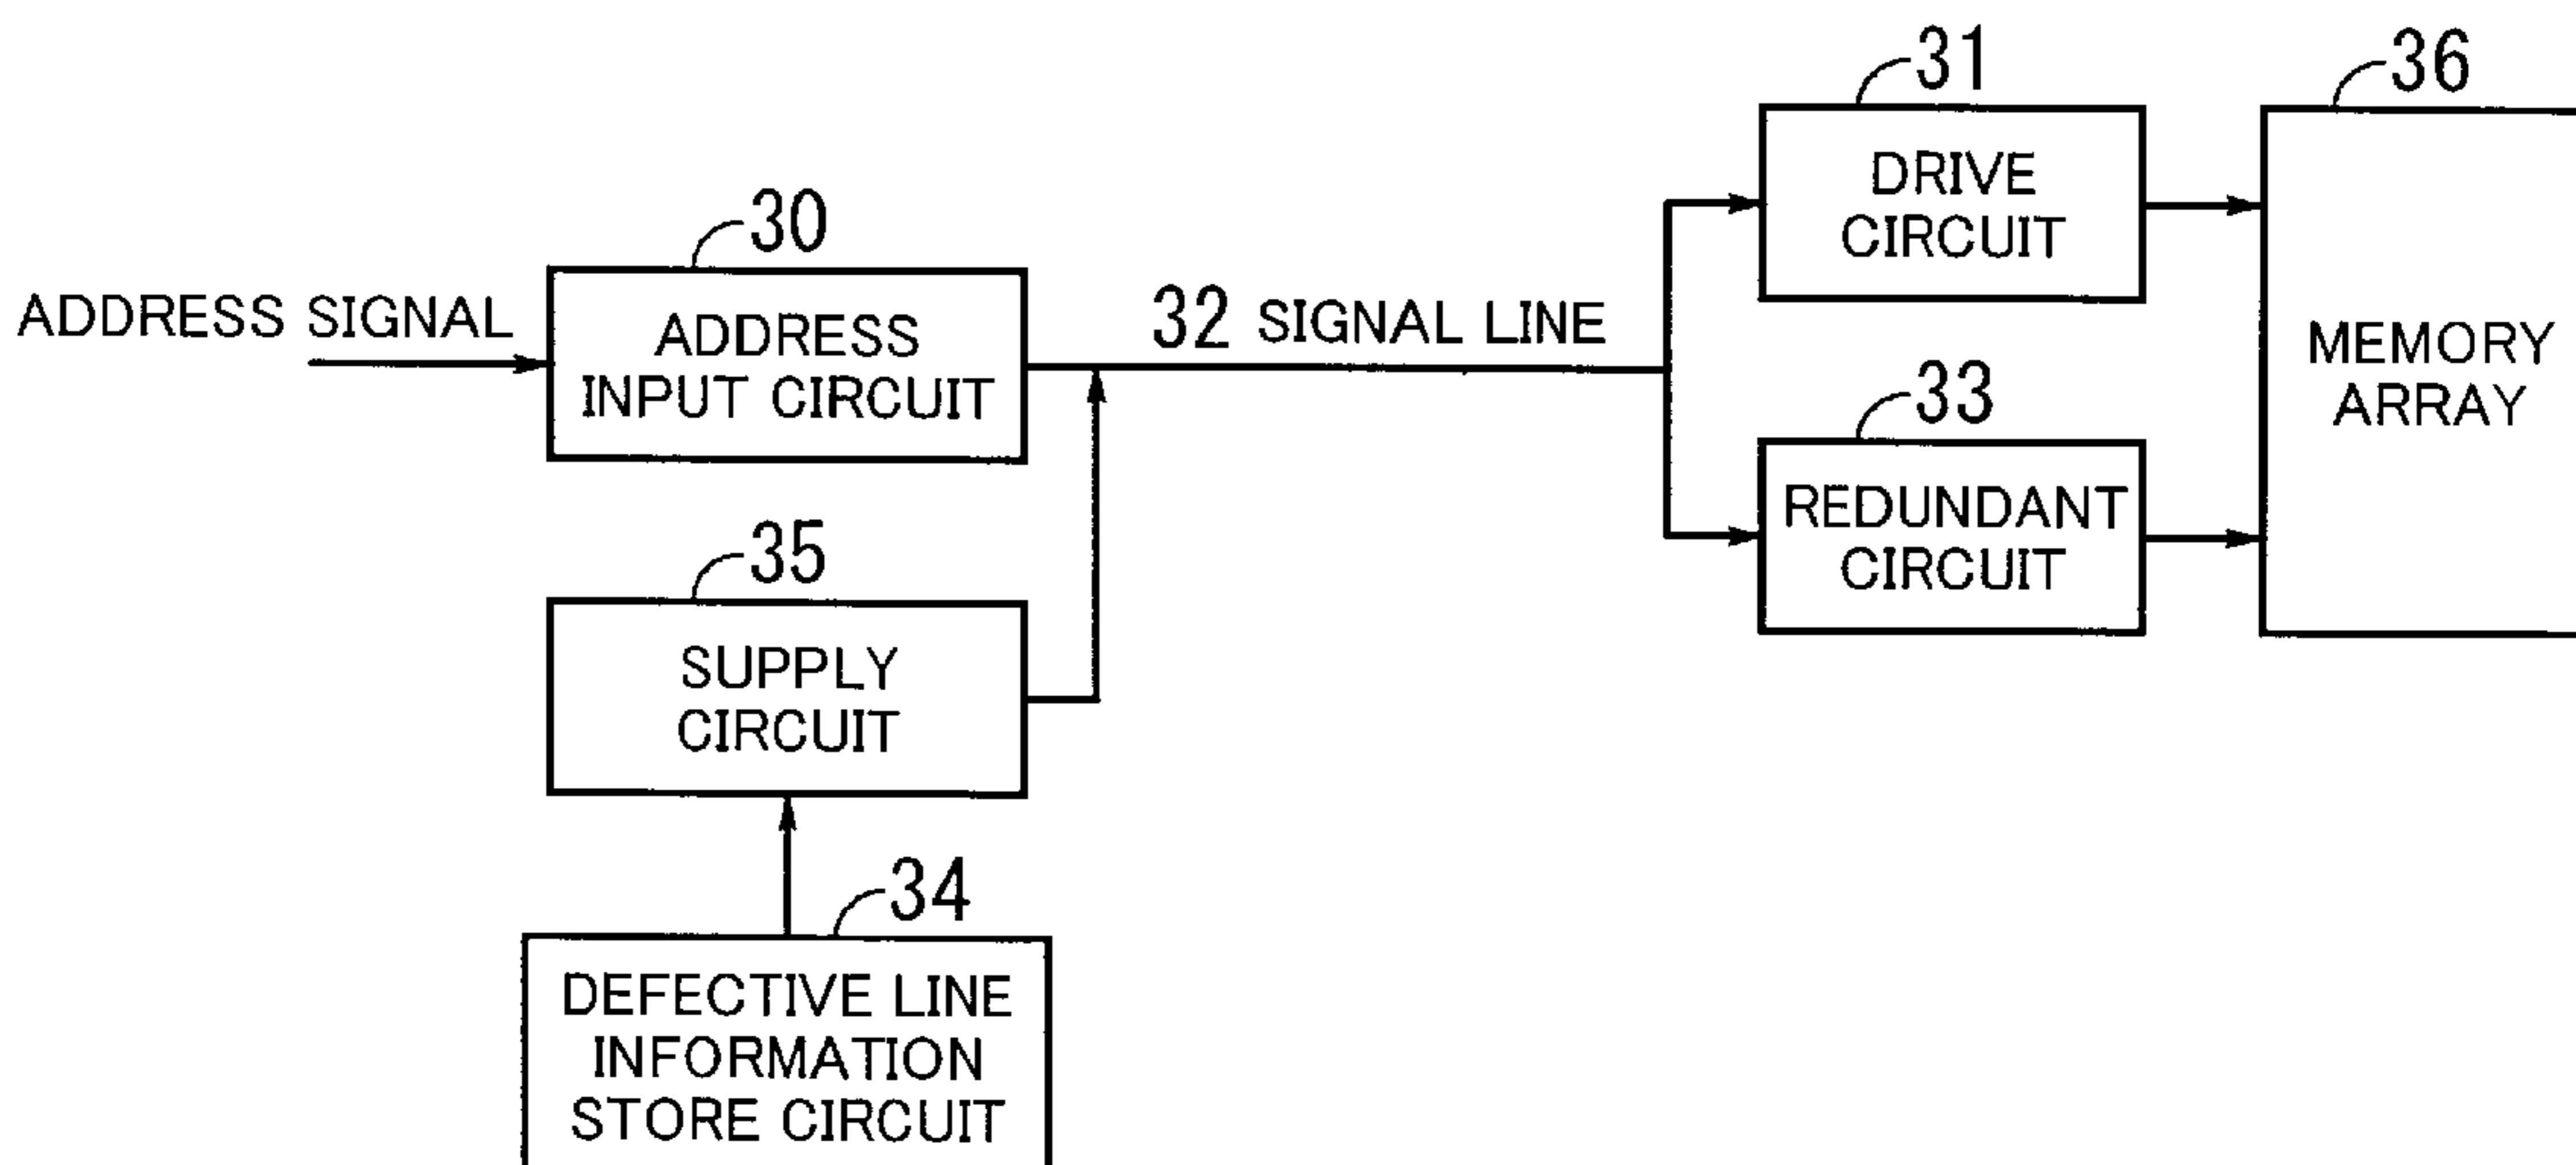 31
DRIVE
CIRCUIT
36
MEMORY
ARRAY
30
ADDRESS SIGNAL
ADDRESS
INPUT CIRCUIT
32 SIGNAL LINE
33
REDUNDANT
CIRCUIT
35
SUPPLY
CIRCUIT
34
DEFECTIVE LINE
INFORMATION
STORE CIRCUIT